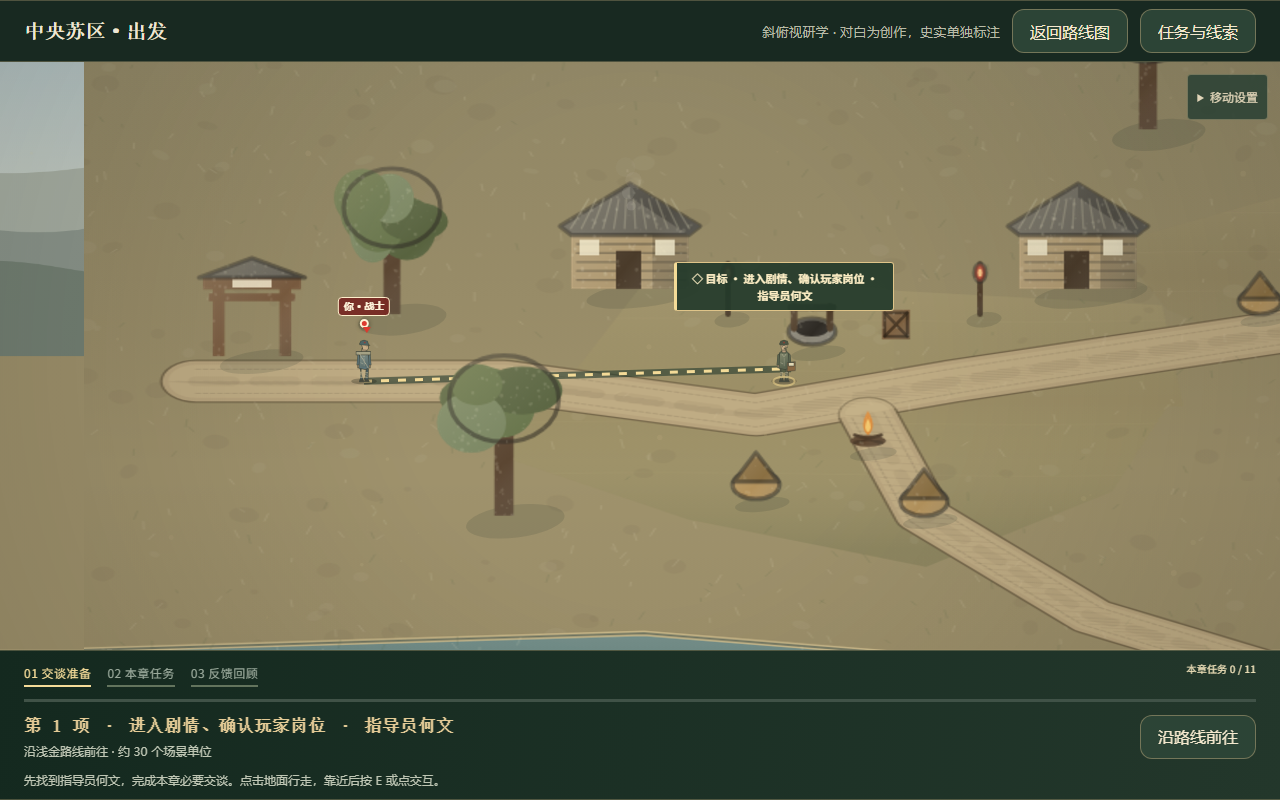 中央苏区 • 出发
斜俯视研学 · 对白为创作，史实单独标注
返回路线图
任务与线索
▶ 移动设置
你 • 战士
◇ 目标 • 进入剧情、确认玩家岗位 •
指导员何文
01 交谈准备
02 本章任务
03 反馈回顾
本章任务 0 / 11
第 1 项 · 进入剧情、确认玩家岗位 · 指导员何文
沿浅金路线前往 · 约 30 个场景单位
先找到指导员何文，完成本章必要交谈。点击地面行走，靠近后按 E 或点交互。
沿路线前往